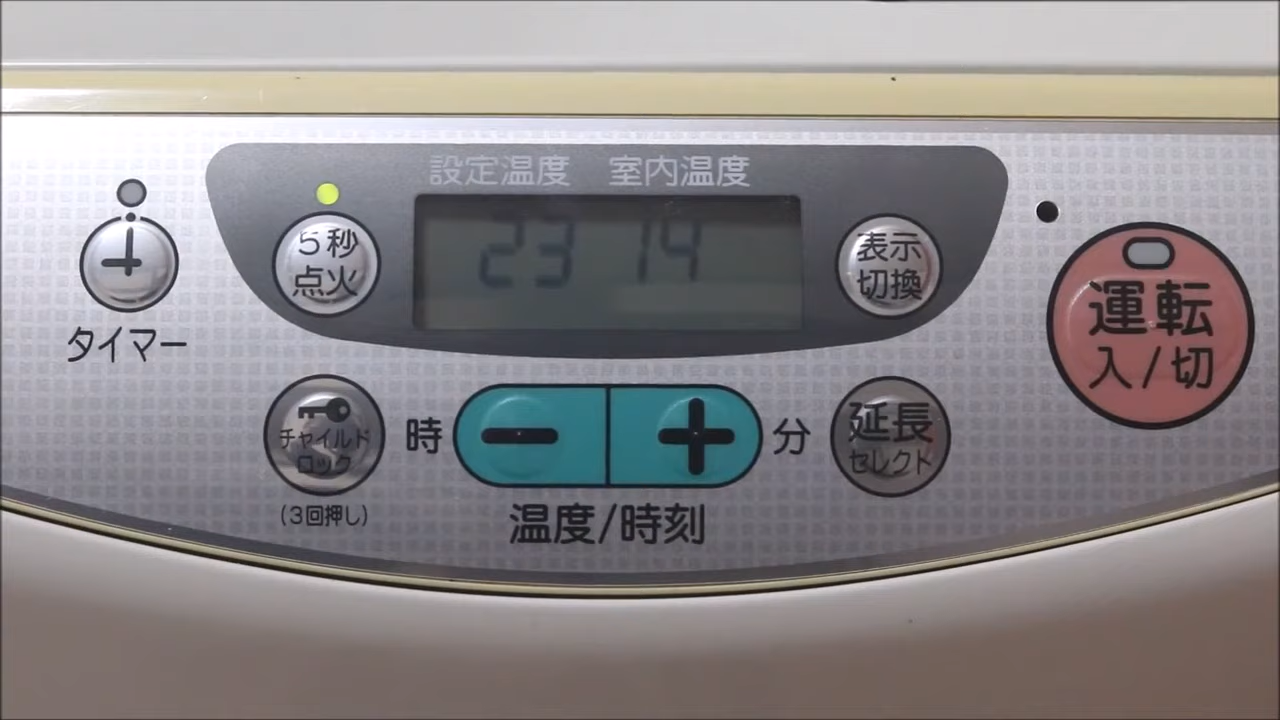 設定温度 室内温度
23 19
5秒
点火
表示
切換
タイマー
運転
入/切
チャイルド
ロック
(3回押し)
時
－
＋
分
延長
セレクト
温度/時刻